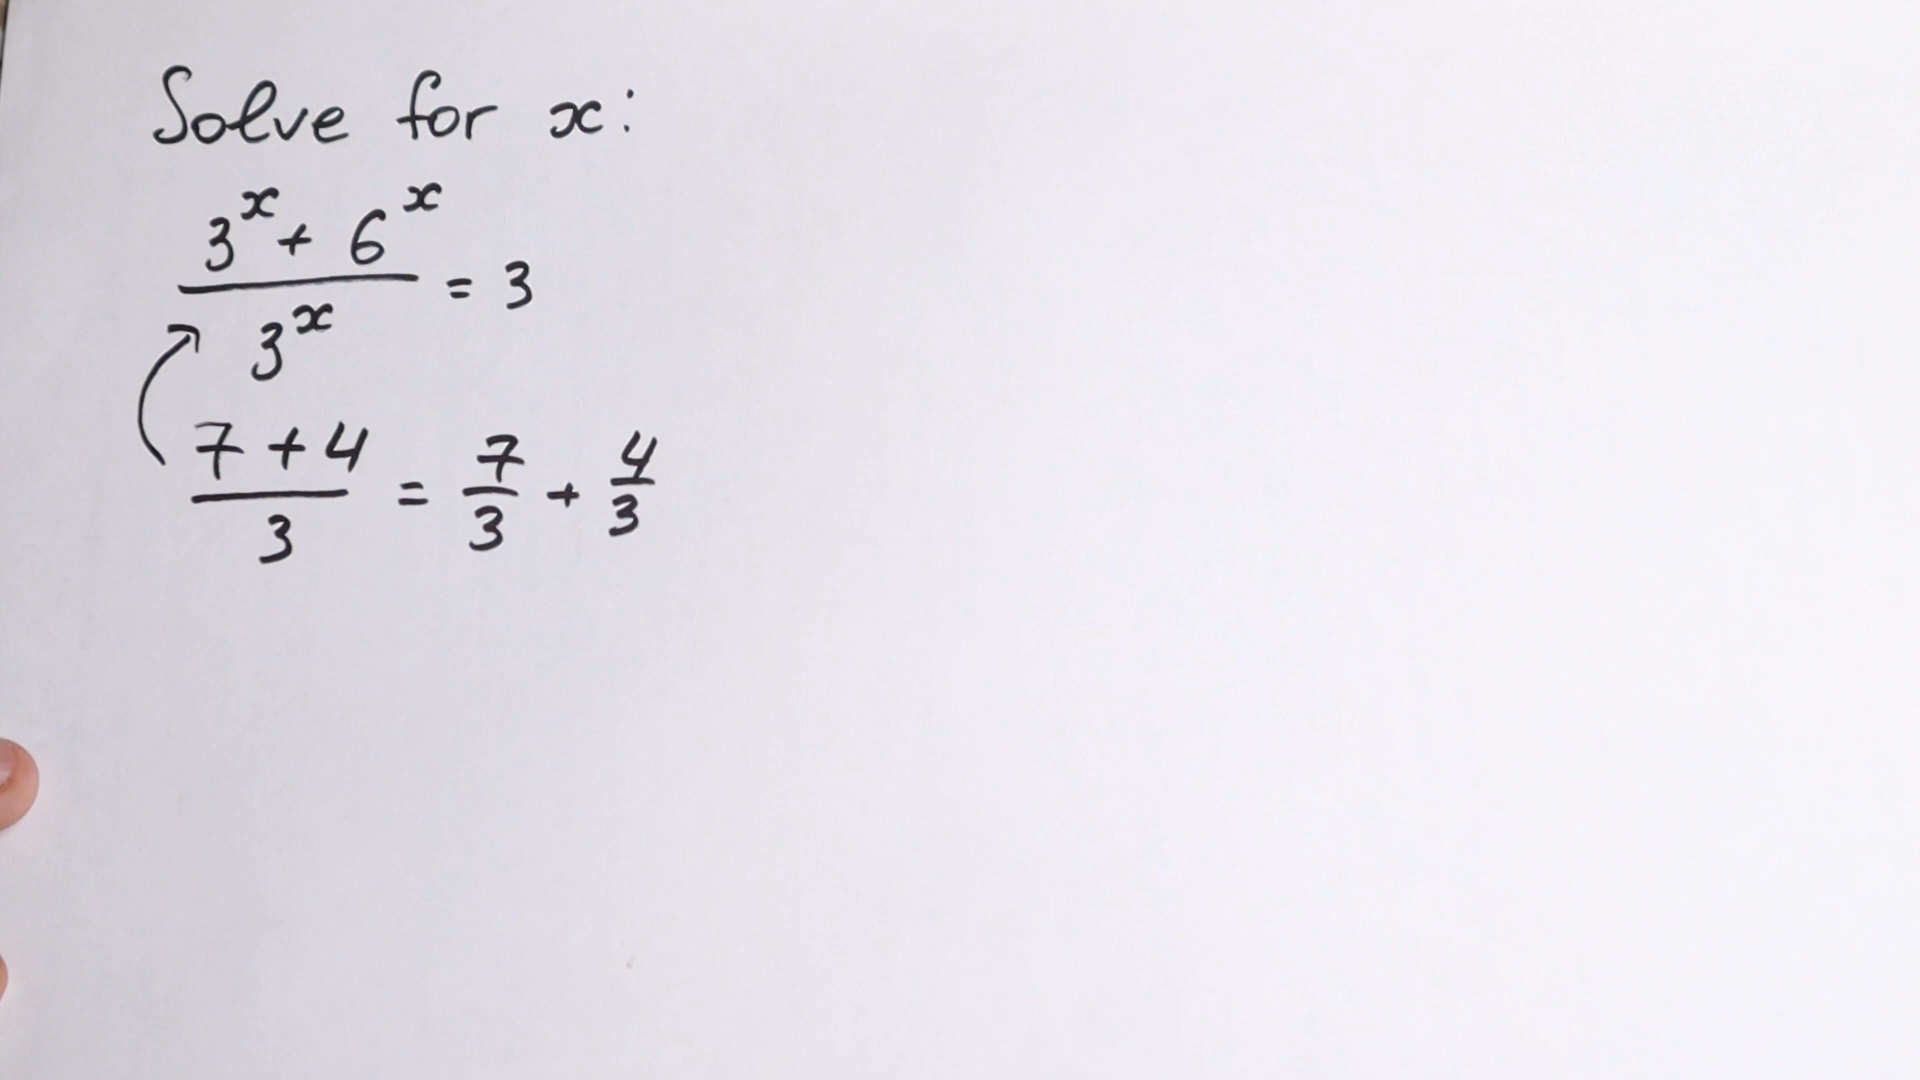 Solve for x:
(3^x + 6^x) / 3^x = 3
(7 + 4) / 3 = 7/3 + 4/3